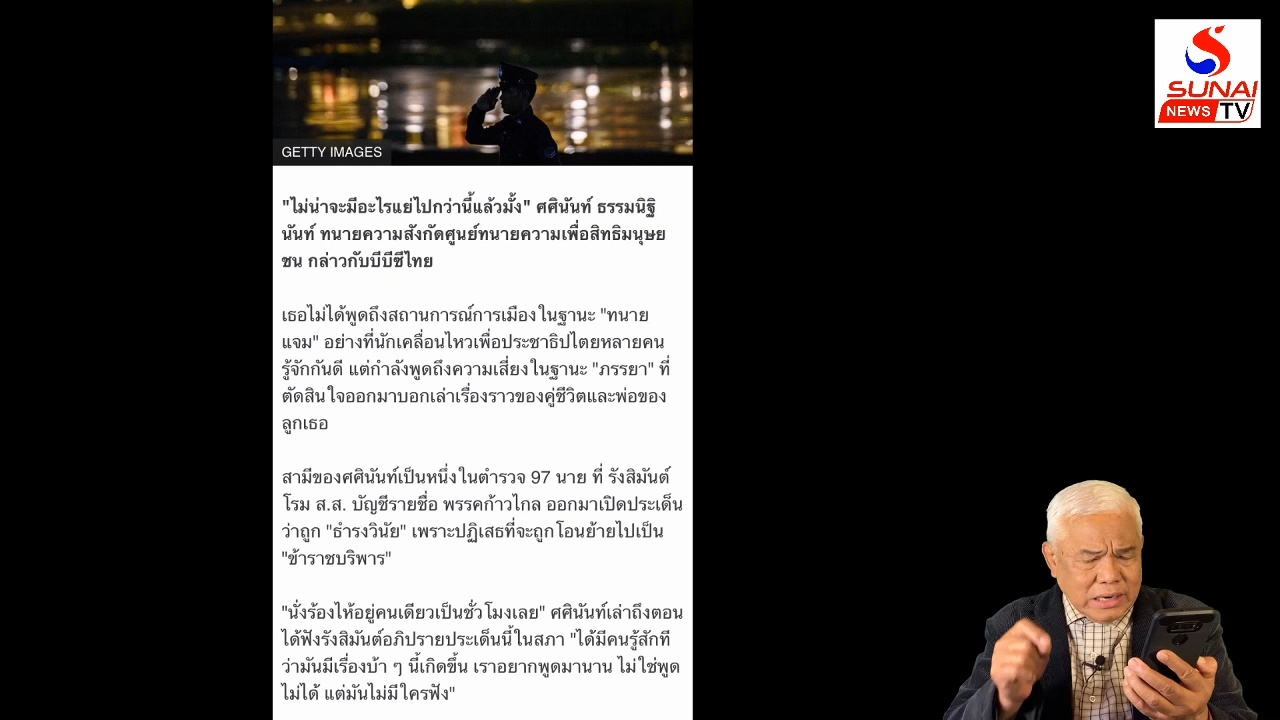 SUNAI
NEWS TV
GETTY IMAGES
"ไม่น่าจะมีอะไรแย่ไปกว่านี้แล้วมั้ง" ศศินันท์ ธรรมนิฐิ
นันท์ ทนายความสังกัดศูนย์ทนายความเพื่อสิทธิมนุษย
ชน กล่าวกับบีบีซีไทย
เธอไม่ได้พูดถึงสถานการณ์การเมืองในฐานะ "ทนาย
แจม" อย่างที่นักเคลื่อนไหวเพื่อประชาธิปไตยหลายคน
รู้จักกันดี แต่กำลังพูดถึงความเสี่ยงในฐานะ "ภรรยา" ที่
ตัดสินใจออกมาบอกเล่าเรื่องราวของคู่ชีวิตและพ่อของ
ลูกเธอ
สามีของศศินันท์เป็นหนึ่งในตำรวจ 97 นาย ที่ รังสิมันต์
โรม ส.ส. บัญชีรายชื่อ พรรคก้าวไกล ออกมาเปิดประเด็น
ว่าถูก "ธำรงวินัย" เพราะปฏิเสธที่จะถูกโอนย้ายไปเป็น
"ข้าราชบริพาร"
"นั่งร้องไห้อยู่คนเดียวเป็นชั่วโมงเลย" ศศินันท์เล่าถึงตอน
ได้ฟังรังสิมันต์อภิปรายประเด็นนี้ในสภา "ได้มีคนรู้สักที
ว่ามันมีเรื่องบ้า ๆ นี้เกิดขึ้น เราอยากพูดมานาน ไม่ใช่พูด
ไม่ได้ แต่มันไม่มีใครฟัง"